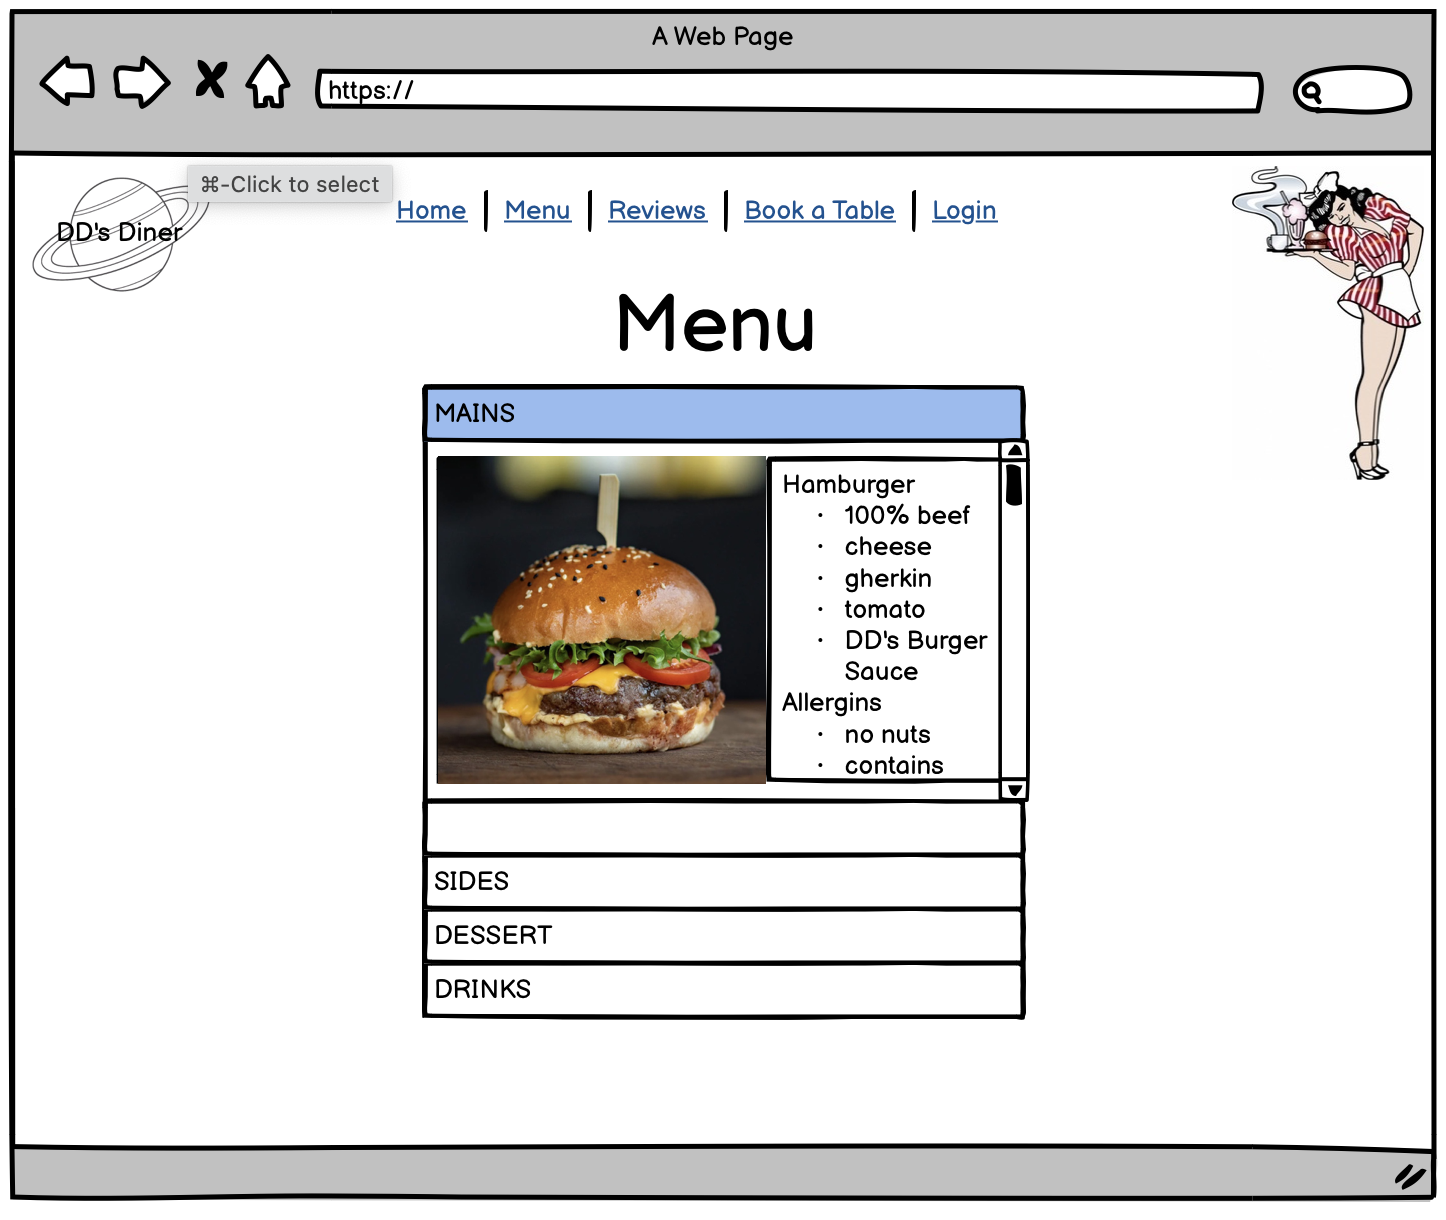 A Web Page
https://
⌘-Click to select
DD's Diner
Home
Menu
Reviews
Book a Table
Login
Menu
MAINS
Hamburger
· 100% beef
· cheese
· gherkin
· tomato
· DD's Burger
Sauce
Allergins
· no nuts
· contains
SIDES
DESSERT
DRINKS